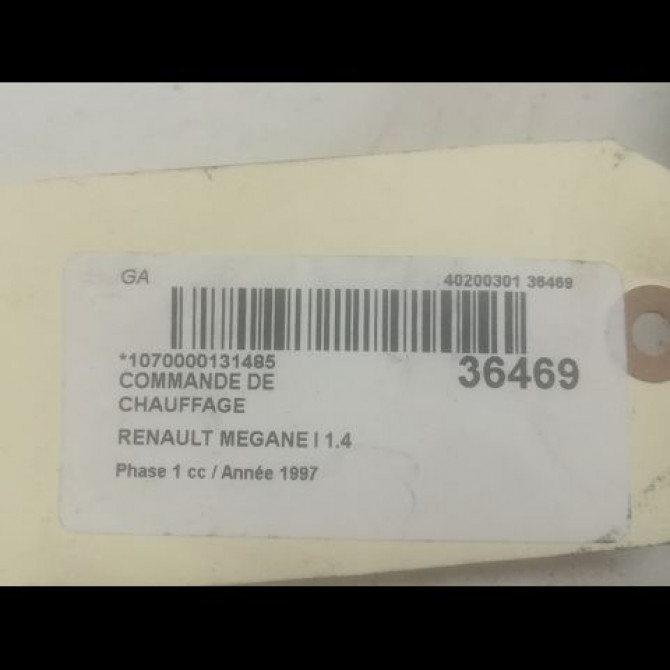 GA
40200301 36469
*1070000131485
36469
COMMANDE DE
CHAUFFAGE
RENAULT MEGANE I 1.4
Phase 1 cc / Année 1997